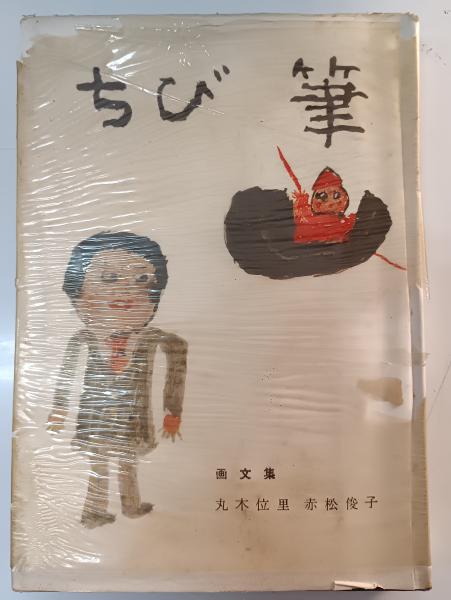 ちび筆
画文集
丸木位里 赤松俊子